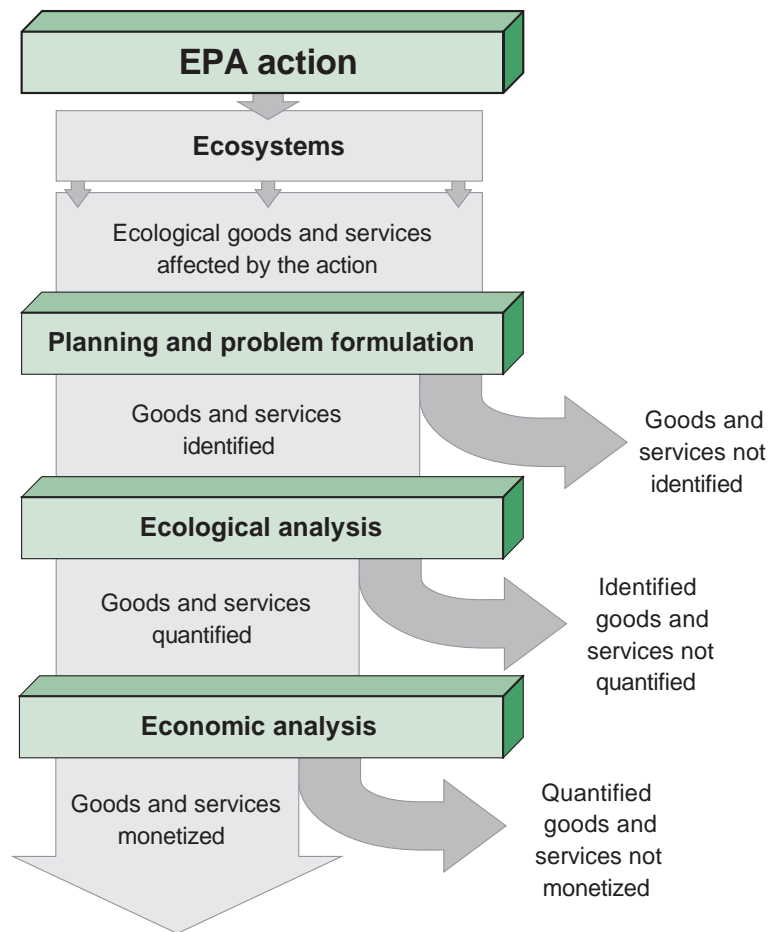 EPA action
Ecosystems
Ecological goods and services
affected by the action
Planning and problem formulation
Goods and services
identified
Goods and
services not
identified
Ecological analysis
Goods and services
quantified
Identified
goods and
services not
quantified
Economic analysis
Goods and services
monetized
Quantified
goods and
services not
monetized